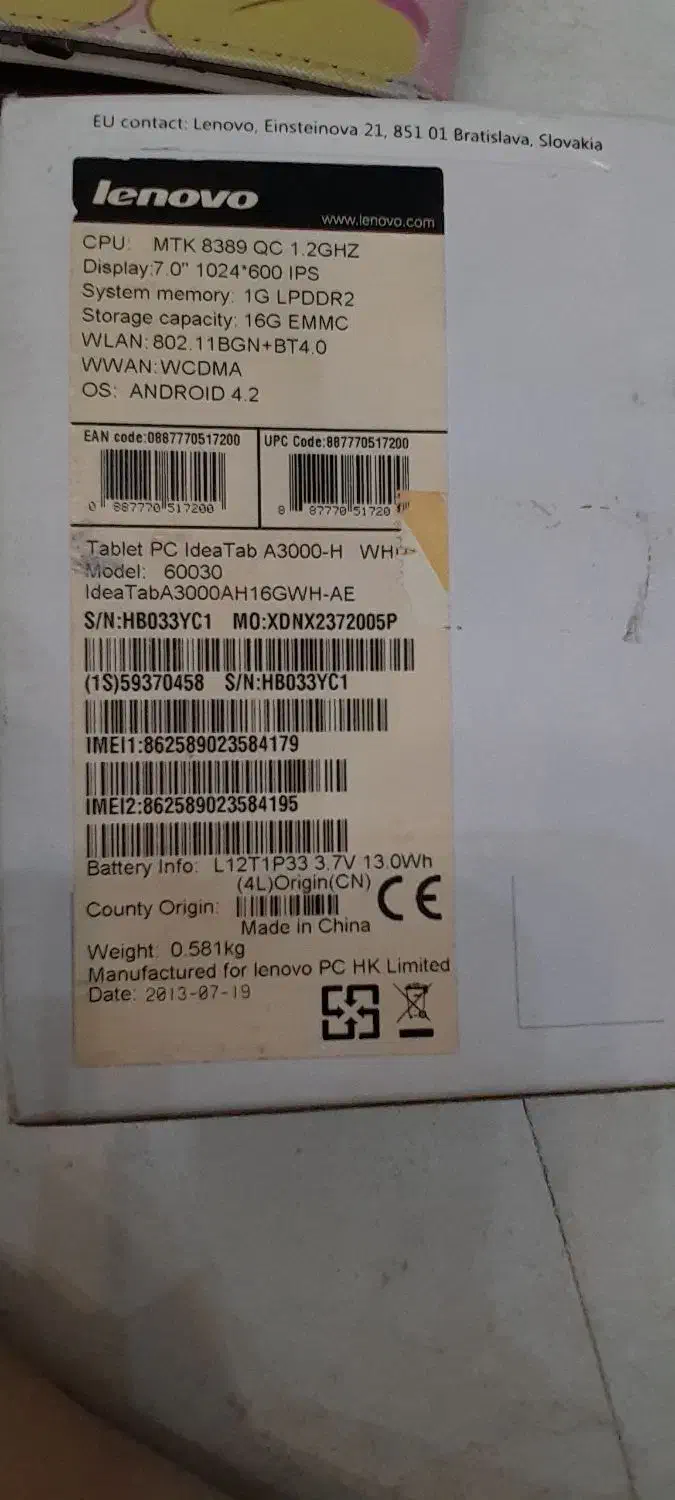 EU contact: Lenovo, Einsteinova 21, 851 01 Bratislava, Slovakia
lenovo
www.lenovo.com
CPU: MTK 8389 QC 1.2GHZ
Display:7.0" 1024*600 IPS
System memory: 1G LPDDR2
Storage capacity: 16G EMMC
WLAN:802.11BGN+BT4.0
WWAN:WCDMA
OS: ANDROID 4.2
EAN code:0887770517200 UPC Code:887770517200
0 887770 517200 8 87770 51720
Tablet PC IdeaTab A3000-H
Model: 60030
IdeaTabA3000AH16GWH-AE
S/N:HB033YC1 MO:XDNX2372005P
(1S)59370458 S/N:HB033YC1
IMEI1:862589023584179
IMEI2:862589023584195
Battery Info: L12T1P33 3.7V 13.0Wh
(4L)Origin(CN)
County Origin:
CE
Made in China
Weight: 0.581kg
Manufactured for lenovo PC HK Limited
Date: 2013-07-19